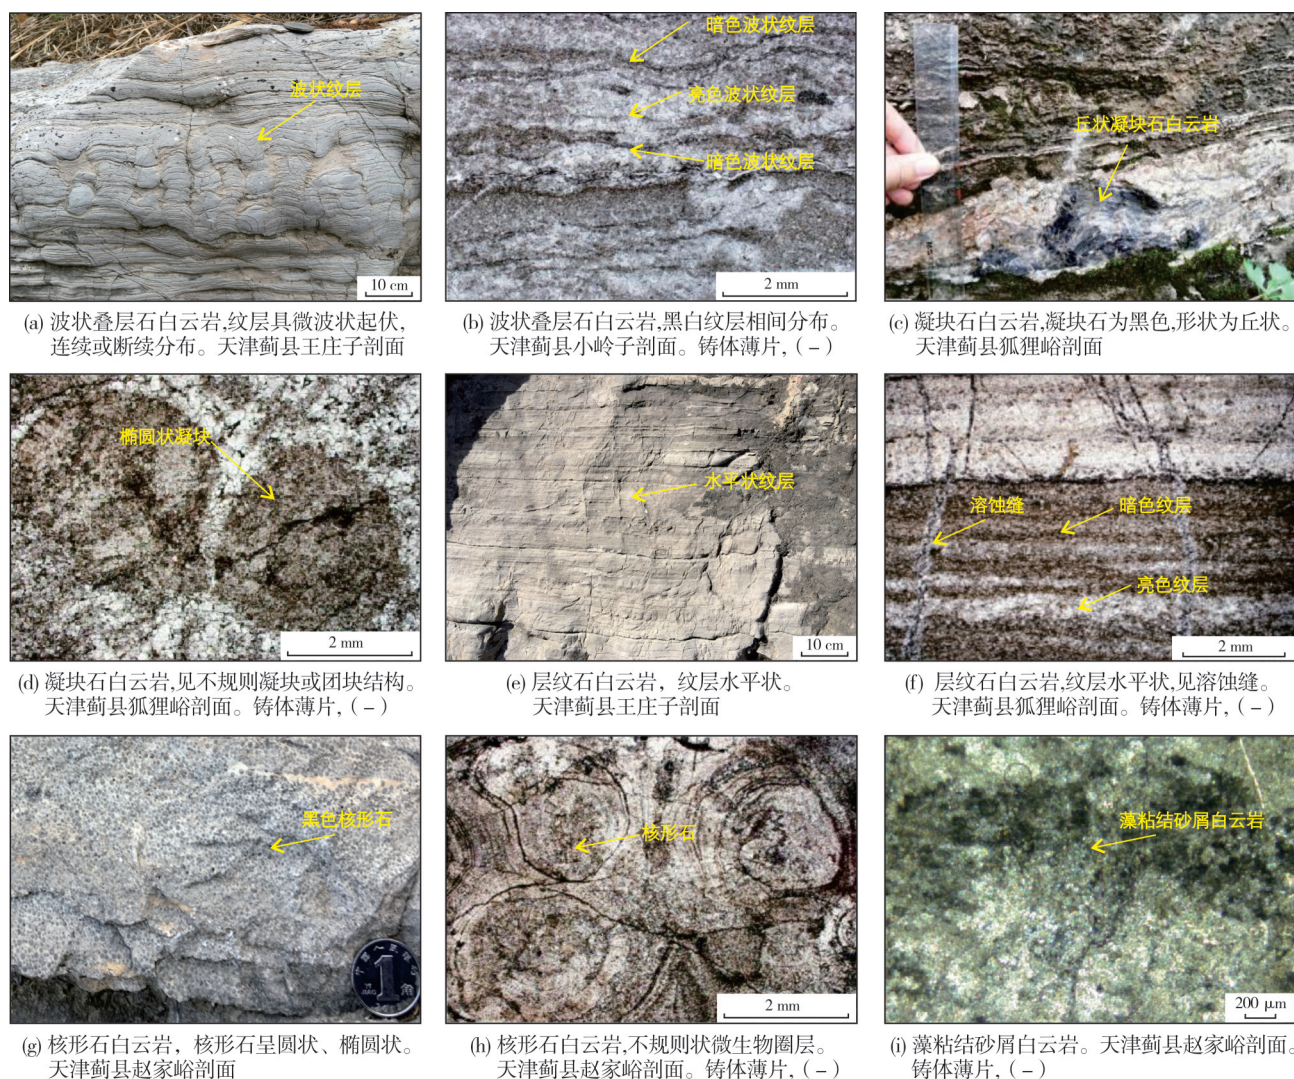 波状纹层
10 cm
(a) 波状叠层石白云岩,纹层具微波状起伏,
连续或断续分布。天津蓟县王庄子剖面
暗色波状纹层
亮色波状纹层
暗色波状纹层
2 mm
(b) 波状叠层石白云岩,黑白纹层相间分布。
天津蓟县小岭子剖面。铸体薄片,(-)
丘状凝块石白云岩
(c) 凝块石白云岩,凝块石为黑色,形状为丘状。
天津蓟县狐狸峪剖面
椭圆状凝块
2 mm
(d) 凝块石白云岩,见不规则凝块或团块结构。
天津蓟县狐狸峪剖面。铸体薄片,(-)
水平状纹层
10 cm
(e) 层纹石白云岩,纹层水平状。
天津蓟县王庄子剖面
溶蚀缝
暗色纹层
亮色纹层
2 mm
(f) 层纹石白云岩,纹层水平状,见溶蚀缝。
天津蓟县狐狸峪剖面。铸体薄片,(-)
黑色核形石
1
(g) 核形石白云岩,核形石呈圆状、椭圆状。
天津蓟县赵家峪剖面
核形石
2 mm
(h) 核形石白云岩,不规则状微生物圈层。
天津蓟县赵家峪剖面。铸体薄片,(-)
藻粘结砂屑白云岩
200 μm
(i) 藻粘结砂屑白云岩。天津蓟县赵家峪剖面。
铸体薄片,(-)